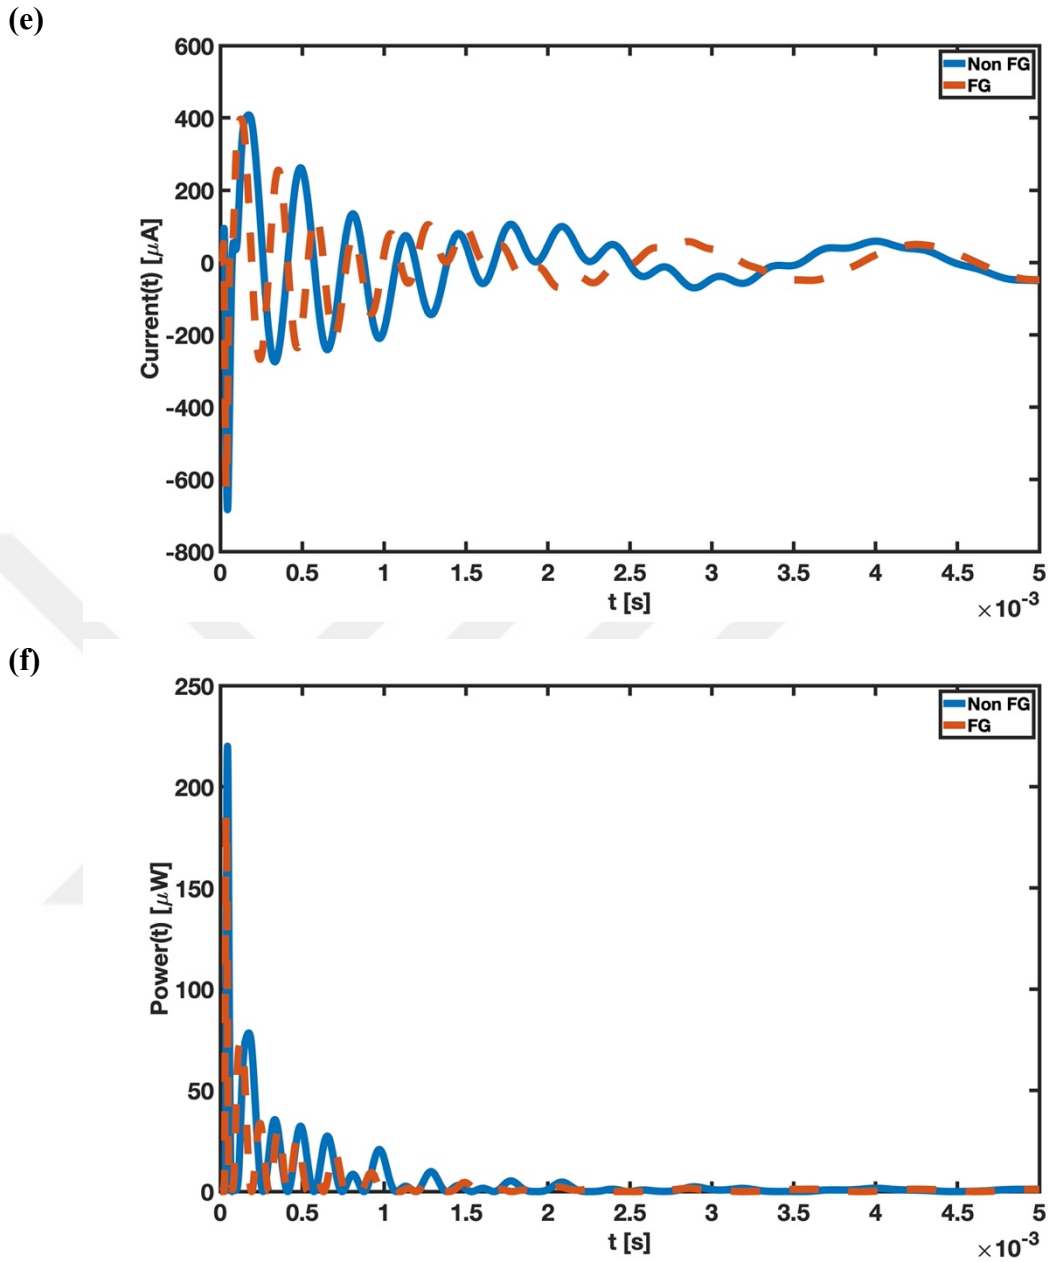 (e)
600
400
200
0
-200
-400
-600
-800
Current(t) [μA]
Non FG
FG
0 0.5 1 1.5 2 2.5 3 3.5 4 4.5 5
t [s]
×10-3
(f)
250
200
150
100
50
0
Power(t) [μW]
Non FG
FG
0 0.5 1 1.5 2 2.5 3 3.5 4 4.5 5
t [s]
×10-3